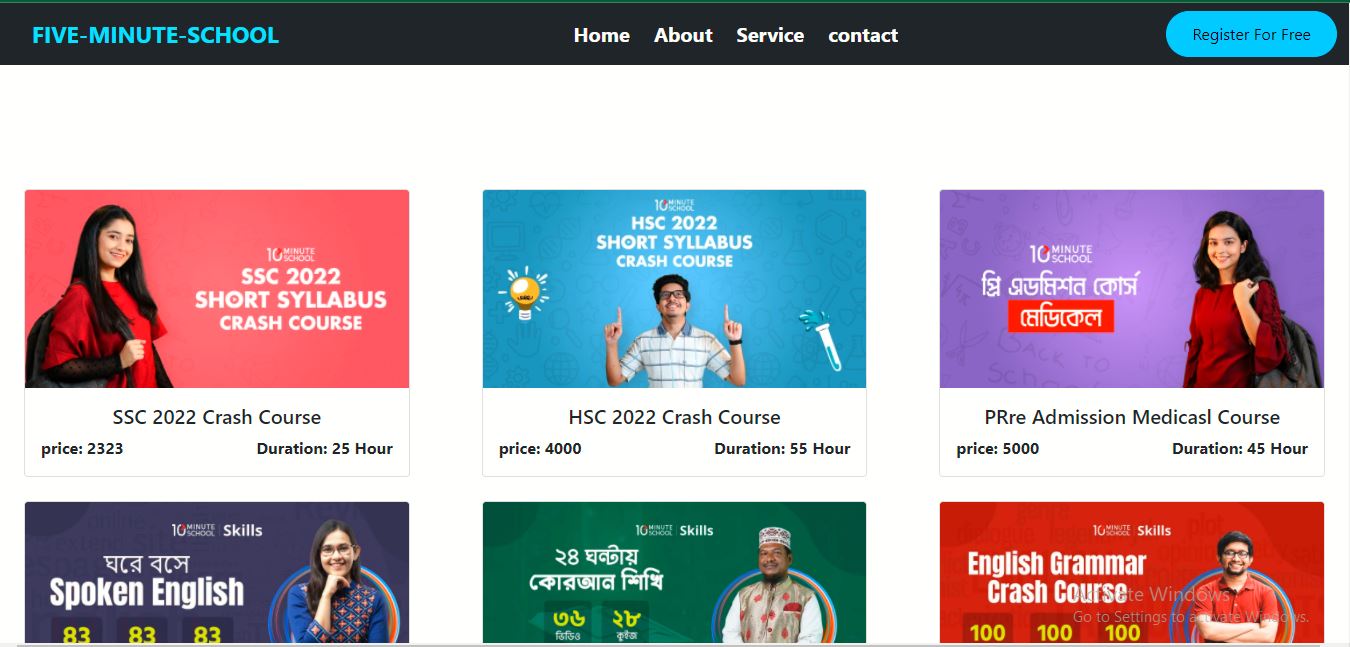 FIVE-MINUTE-SCHOOL
Home About Service contact
Register For Free
10 MINUTE SCHOOL
SSC 2022
SHORT SYLLABUS
CRASH COURSE
SSC 2022 Crash Course
price: 2323 Duration: 25 Hour
10 MINUTE SCHOOL
HSC 2022
SHORT SYLLABUS
CRASH COURSE
HSC 2022 Crash Course
price: 4000 Duration: 55 Hour
10 MINUTE SCHOOL
প্রি এডমিশন কোর্স
মেডিকেল
BACK TO
School
PRre Admission Medicasl Course
price: 5000 Duration: 45 Hour
10 MINUTE SCHOOL Skills
ঘরে বসে
Spoken English
83 83 83
10 MINUTE SCHOOL Skills
২৪ ঘন্টায়
কোরআন শিখি
৩৬ ২৮
ভিডিও কুইজ
10 MINUTE SCHOOL Skills
English Grammar
Crash Course
100 100 100
Activate Windows
Go to Settings to activate Windows.